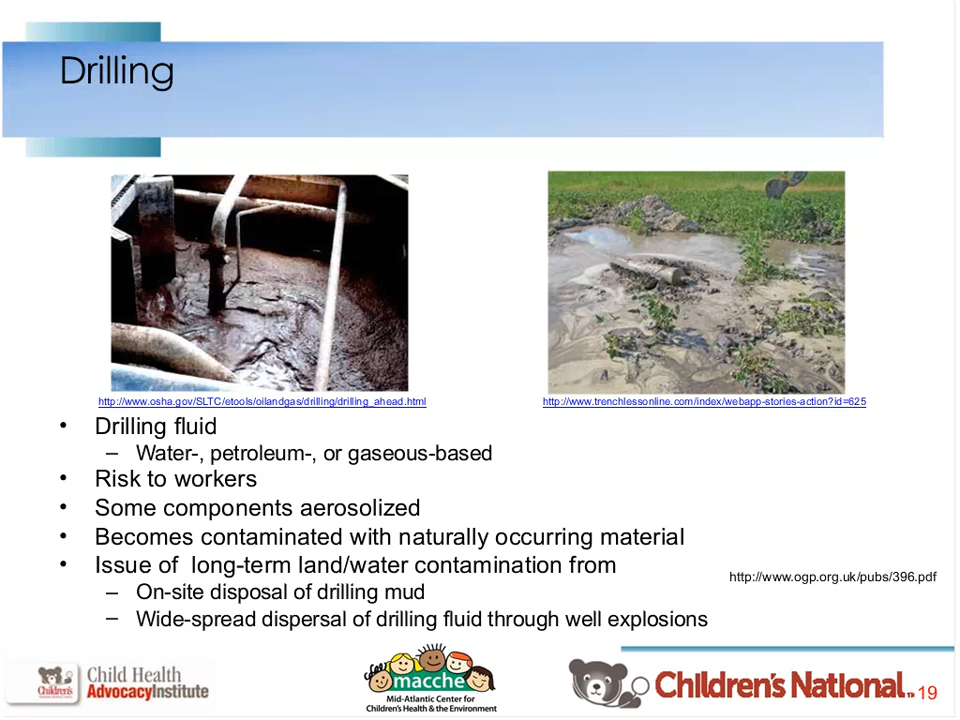 Drilling
http://www.osha.gov/SLTC/etools/oilandgas/drilling/drilling_ahead.html
http://www.trenchlessonline.com/index/webapp-stories-action?id=625
• Drilling fluid
– Water-, petroleum-, or gaseous-based
• Risk to workers
• Some components aerosolized
• Becomes contaminated with naturally occurring material
• Issue of long-term land/water contamination from
– On-site disposal of drilling mud
– Wide-spread dispersal of drilling fluid through well explosions
http://www.ogp.org.uk/pubs/396.pdf
Children's
Child Health
AdvocacyInstitute
macche
Mid-Atlantic Center for
Children's Health & the Environment
Children's National™
19